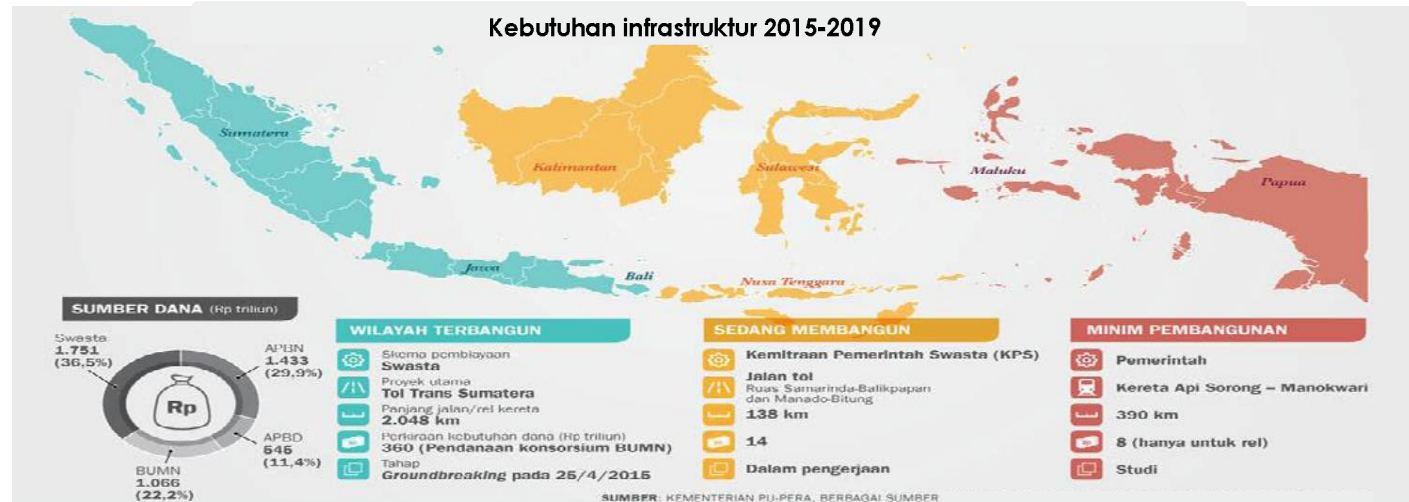 Kebutuhan infrastruktur 2015-2019
Sumatera
Kalimantan
Sulawesi
Maluku
Papua
Jawa
Bali
Nusa Tenggara
SUMBER DANA (Rp triliun)
Swasta
1.751
(36,5%)
APBN
1.433
(29,9%)
Rp
APBD
545
(11,4%)
BUMN
1.066
(22,2%)
WILAYAH TERBANGUN
Skema pembiayaan
Swasta
Proyek utama
Tol Trans Sumatera
Panjang jalan/rel kereta
2.048 km
Perkiraan kebutuhan dana (Rp triliun)
360 (Pendanaan konsorsium BUMN)
Tahap
Groundbreaking pada 25/4/2015
SEDANG MEMBANGUN
Kemitraan Pemerintah Swasta (KPS)
Jalan tol
Ruas Samarinda-Balikpapan
dan Manado-Bitung
138 km
14
Dalam pengerjaan
MINIM PEMBANGUNAN
Pemerintah
Kereta Api Sorong – Manokwari
390 km
8 (hanya untuk rel)
Studi
SUMBER: KEMENTERIAN PU-PERA, BERBAGAI SUMBER